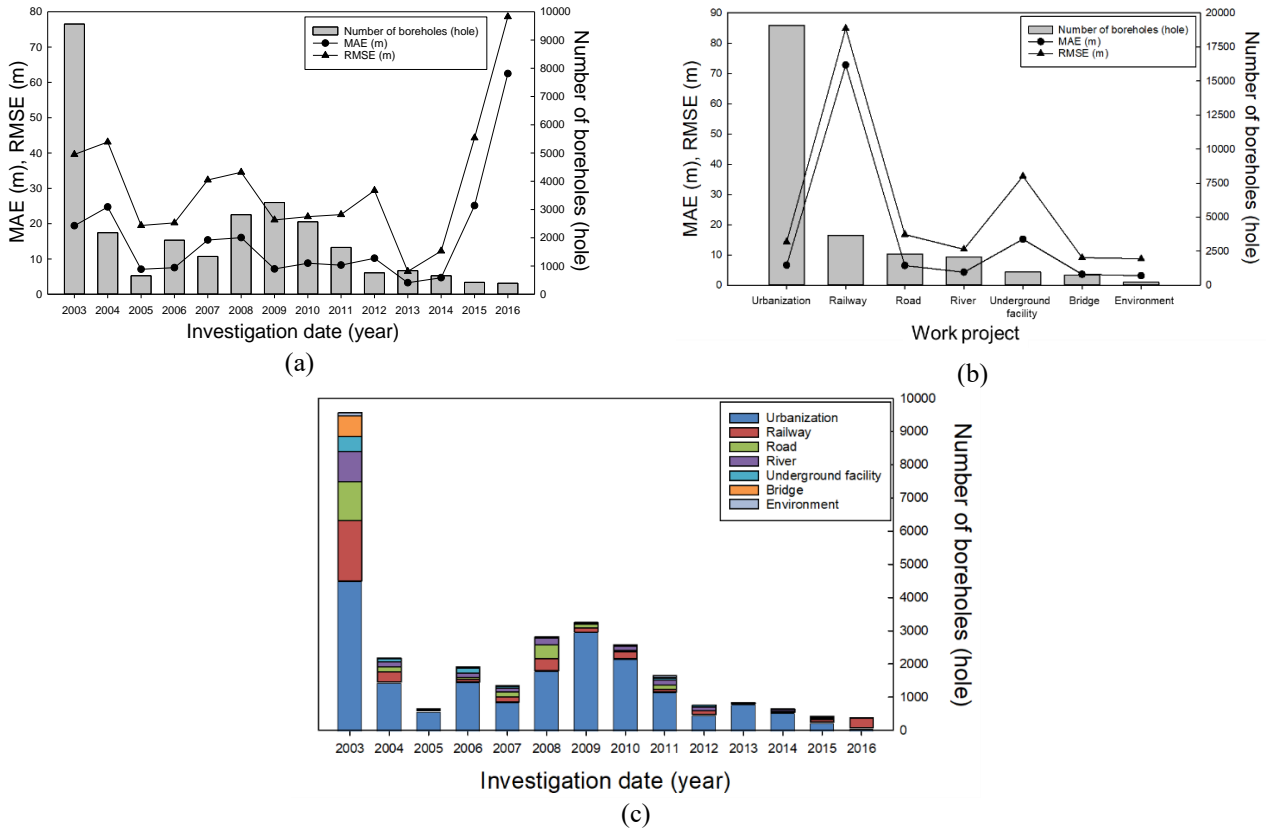 MAE (m), RMSE (m)
80
70
60
50
40
30
20
10
0
Number of boreholes (hole)
MAE (m)
RMSE (m)
10000
9000
8000
7000
6000
5000
4000
3000
2000
1000
0
Number of boreholes (hole)
2003 2004 2005 2006 2007 2008 2009 2010 2011 2012 2013 2014 2015 2016
Investigation date (year)
(a)
MAE (m), RMSE (m)
90
80
70
60
50
40
30
20
10
0
Number of boreholes (hole)
MAE (m)
RMSE (m)
20000
17500
15000
12500
10000
7500
5000
2500
0
Number of boreholes (hole)
Urbanization Railway Road River Underground facility Bridge Environment
Work project
(b)
Urbanization
Railway
Road
River
Underground facility
Bridge
Environment
10000
9000
8000
7000
6000
5000
4000
3000
2000
1000
0
Number of boreholes (hole)
2003 2004 2005 2006 2007 2008 2009 2010 2011 2012 2013 2014 2015 2016
Investigation date (year)
(c)